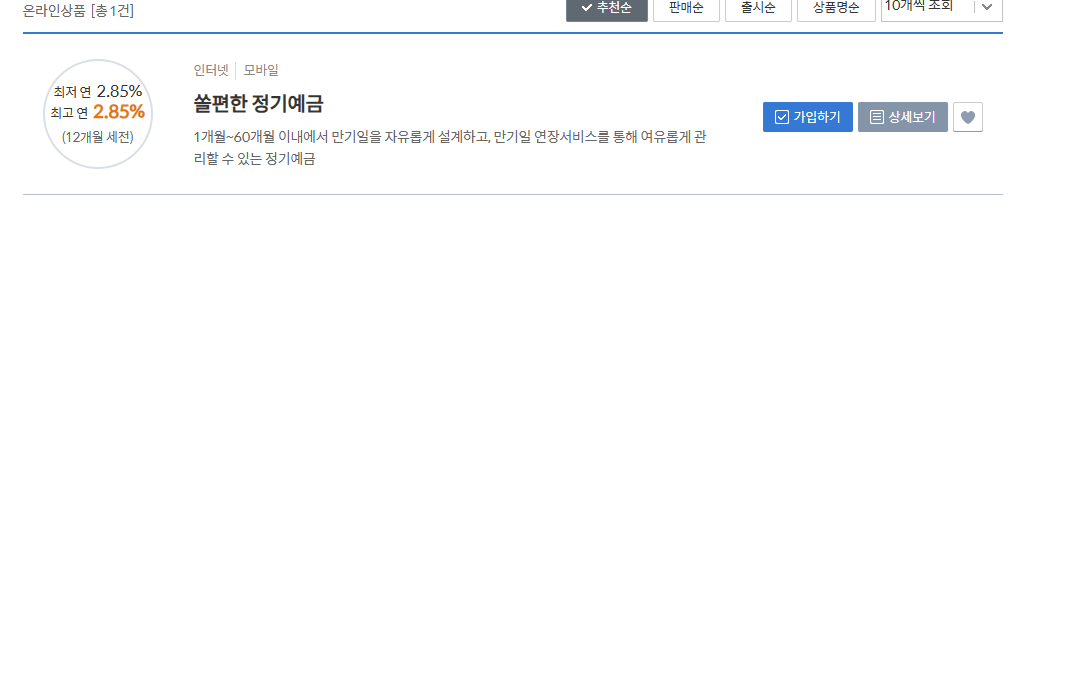 온라인상품 [총1건]
추천순 판매순 출시순 상품명순 10개씩 조회
인터넷 모바일
최저 연 2.85%
최고 연 2.85%
(12개월 세전)
쏠편한 정기예금
1개월~60개월 이내에서 만기일을 자유롭게 설계하고, 만기일 연장서비스를 통해 여유롭게 관
리할 수 있는 정기예금
가입하기 상세보기